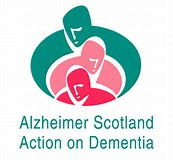 Alzheimer Scotland
Action on Dementia